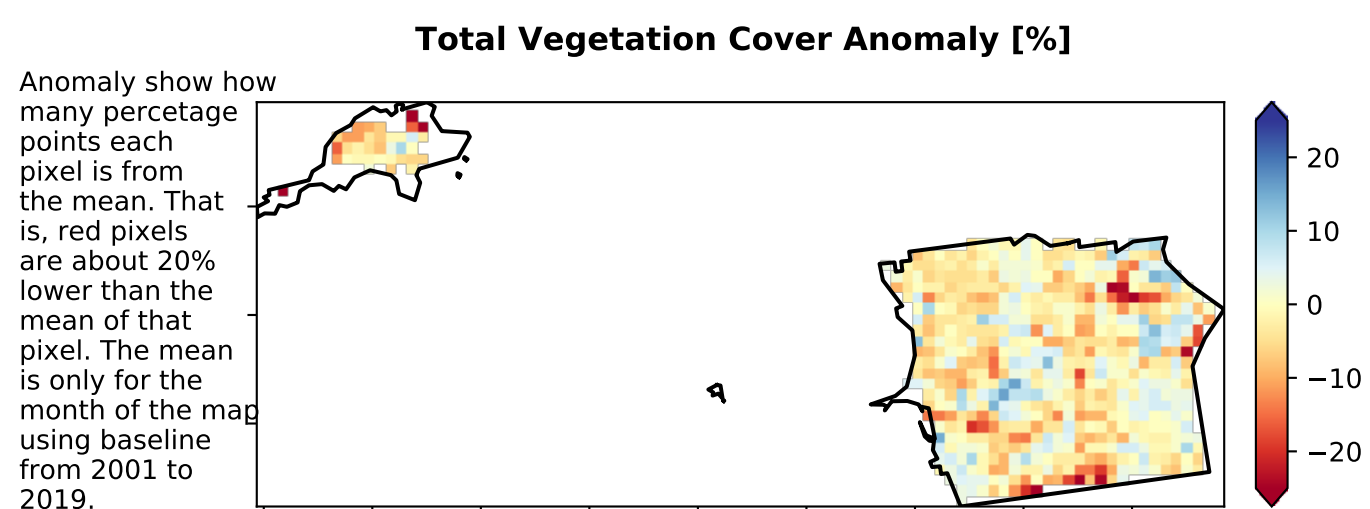 Total Vegetation Cover Anomaly [%]
Anomaly show how
many percetage
points each
pixel is from
the mean. That
is, red pixels
are about 20%
lower than the
mean of that
pixel. The mean
is only for the
month of the map
using baseline
from 2001 to
2019.
20
10
0
−10
−20